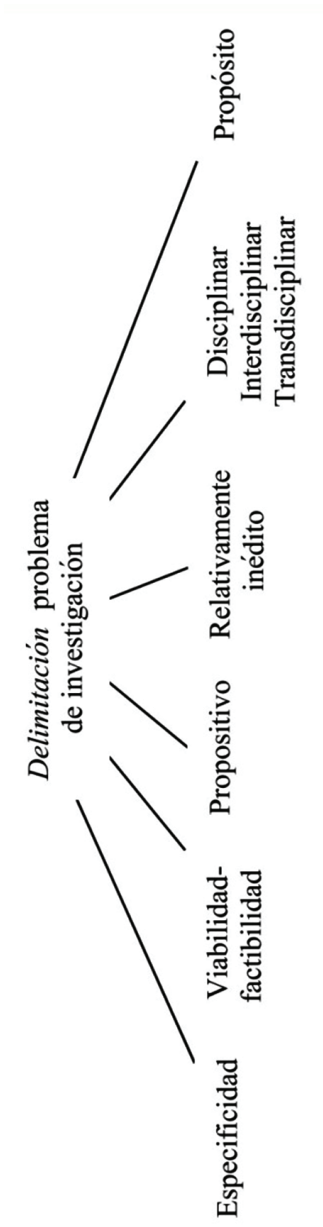 Delimitación problema
de investigación
Especificidad
Viabilidad-
factibilidad
Propositivo
Relativamente
inédito
Disciplinar
Interdisciplinar
Transdisciplinar
Propósito